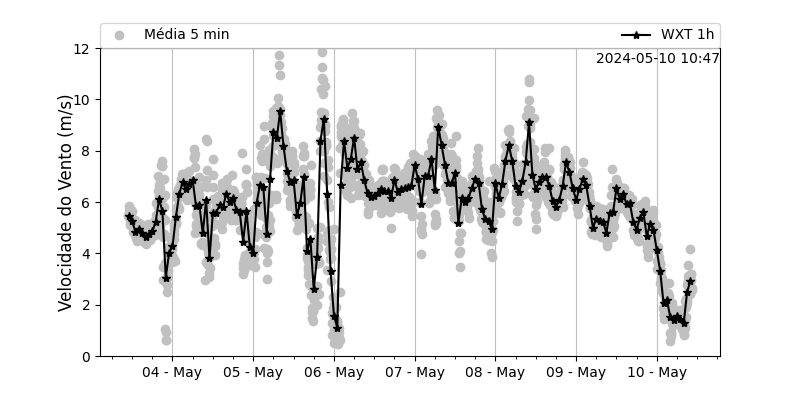 Média 5 min
WXT 1h
2024-05-10 10:47
Velocidade do Vento (m/s)
12
10
8
6
4
2
0
04 - May
05 - May
06 - May
07 - May
08 - May
09 - May
10 - May